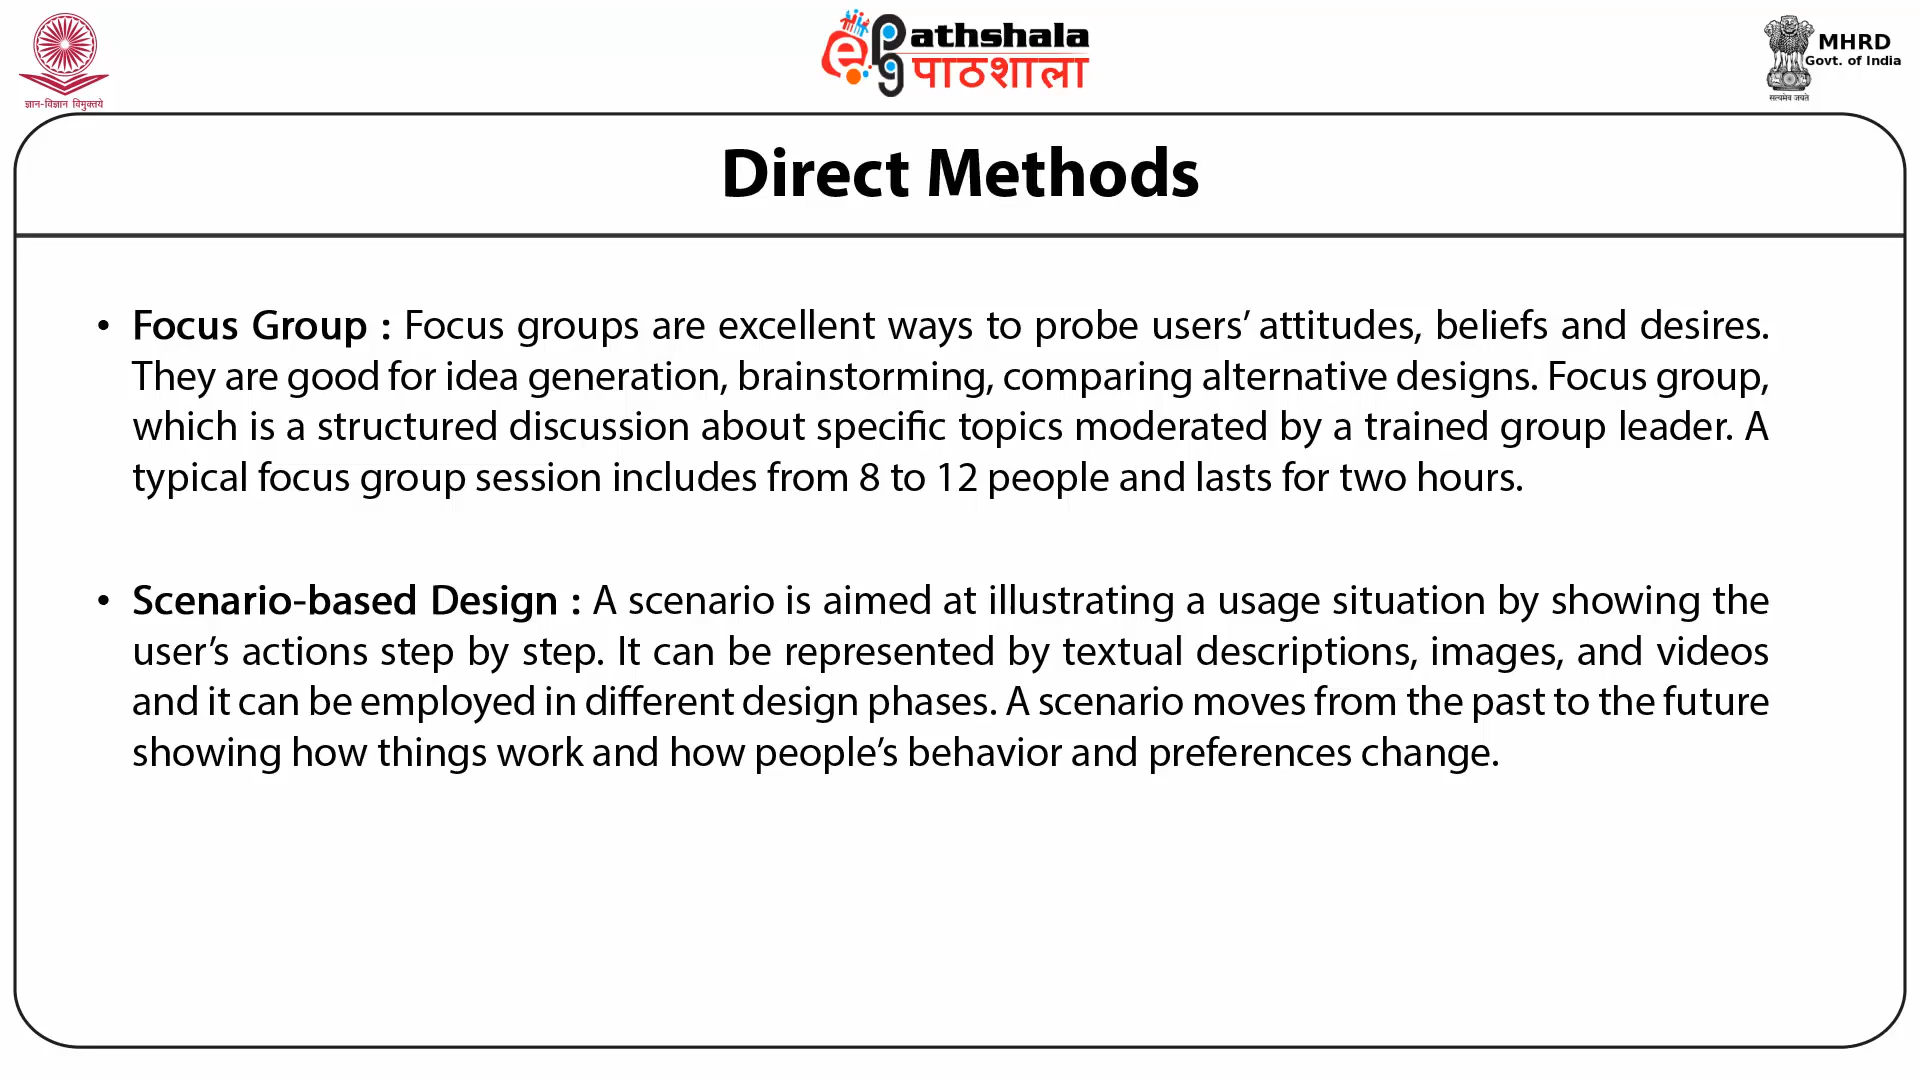 ज्ञान-विज्ञान विमुक्तये
e PG Pathshala
पाठशाला
MHRD
Govt. of India
सत्यमेव जयते
Direct Methods
• Focus Group : Focus groups are excellent ways to probe users’ attitudes, beliefs and desires.
They are good for idea generation, brainstorming, comparing alternative designs. Focus group,
which is a structured discussion about specific topics moderated by a trained group leader. A
typical focus group session includes from 8 to 12 people and lasts for two hours.
• Scenario-based Design : A scenario is aimed at illustrating a usage situation by showing the
user’s actions step by step. It can be represented by textual descriptions, images, and videos
and it can be employed in different design phases. A scenario moves from the past to the future
showing how things work and how people’s behavior and preferences change.